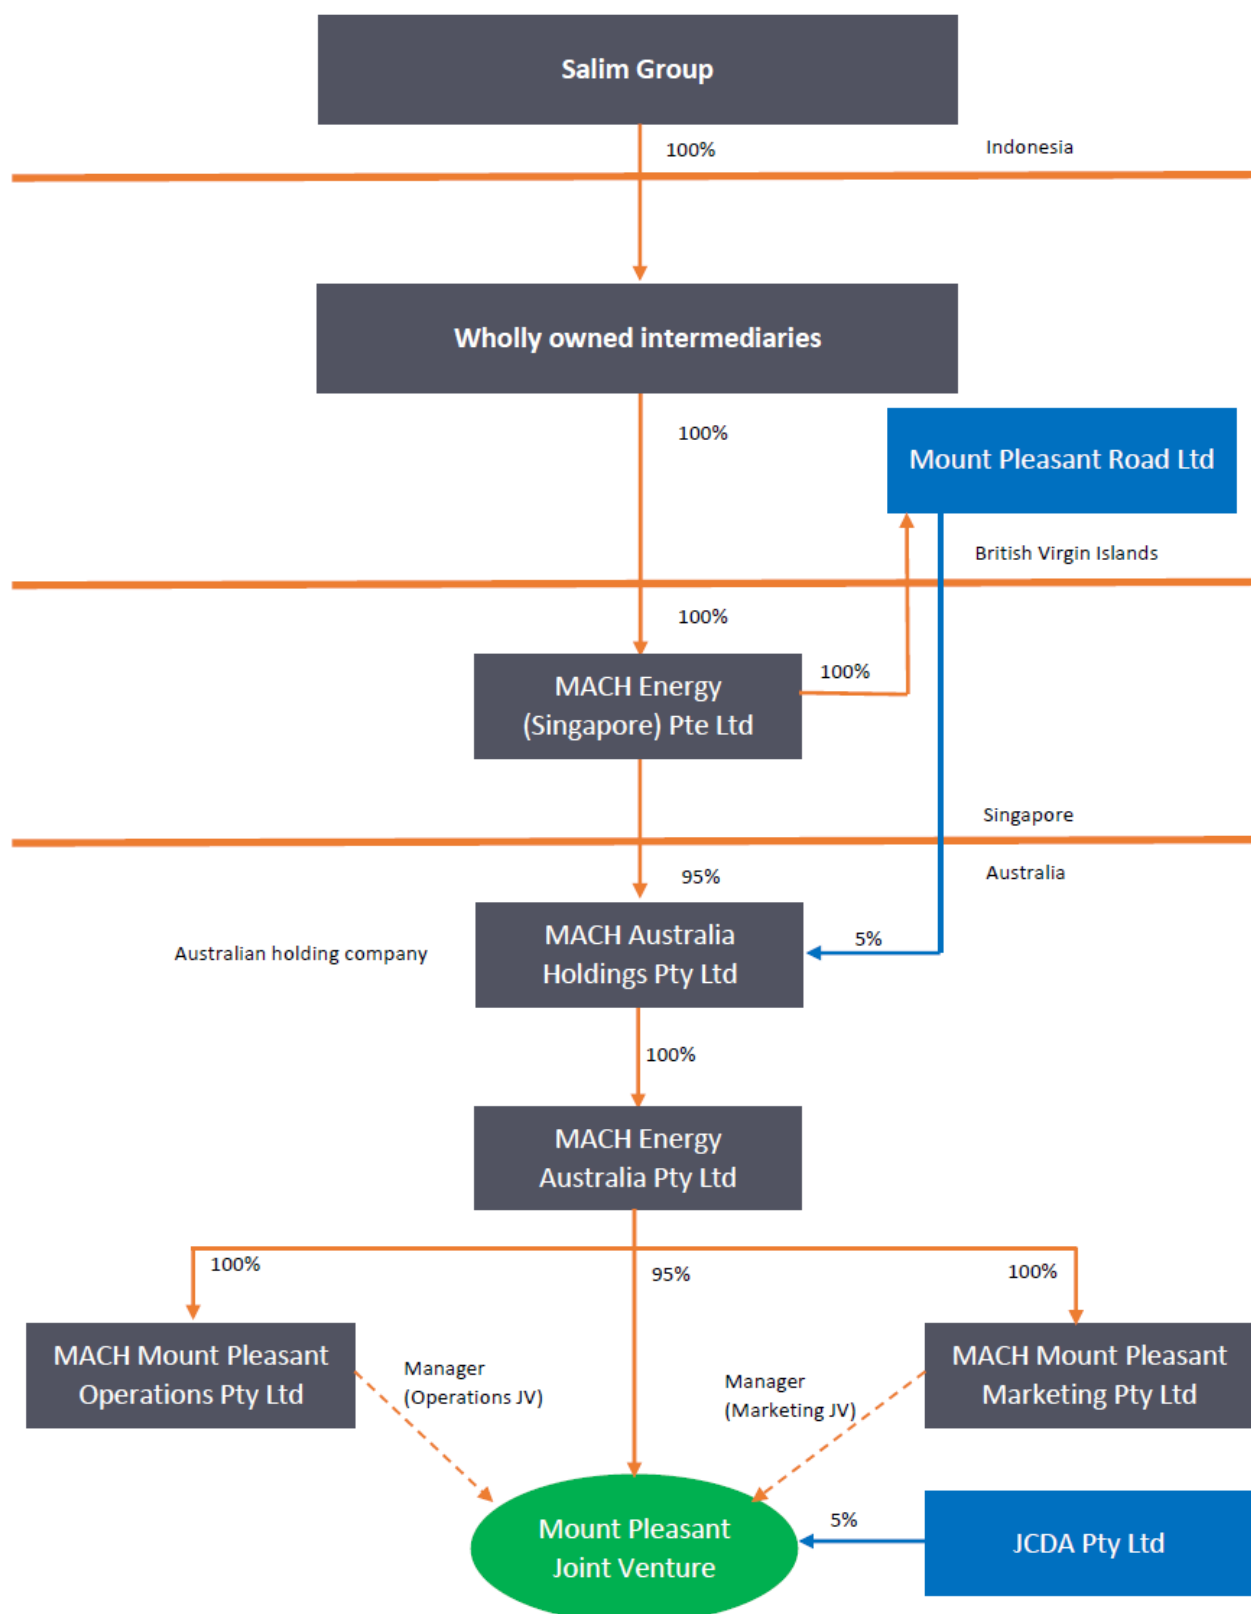 Salim Group
100%
Indonesia
Wholly owned intermediaries
100%
Mount Pleasant Road Ltd
British Virgin Islands
100%
MACH Energy
(Singapore) Pte Ltd
100%
Singapore
95%
Australia
Australian holding company
MACH Australia
Holdings Pty Ltd
5%
100%
MACH Energy
Australia Pty Ltd
100%
95%
100%
MACH Mount Pleasant
Operations Pty Ltd
Manager
(Operations JV)
Manager
(Marketing JV)
MACH Mount Pleasant
Marketing Pty Ltd
Mount Pleasant
Joint Venture
5%
JCDA Pty Ltd